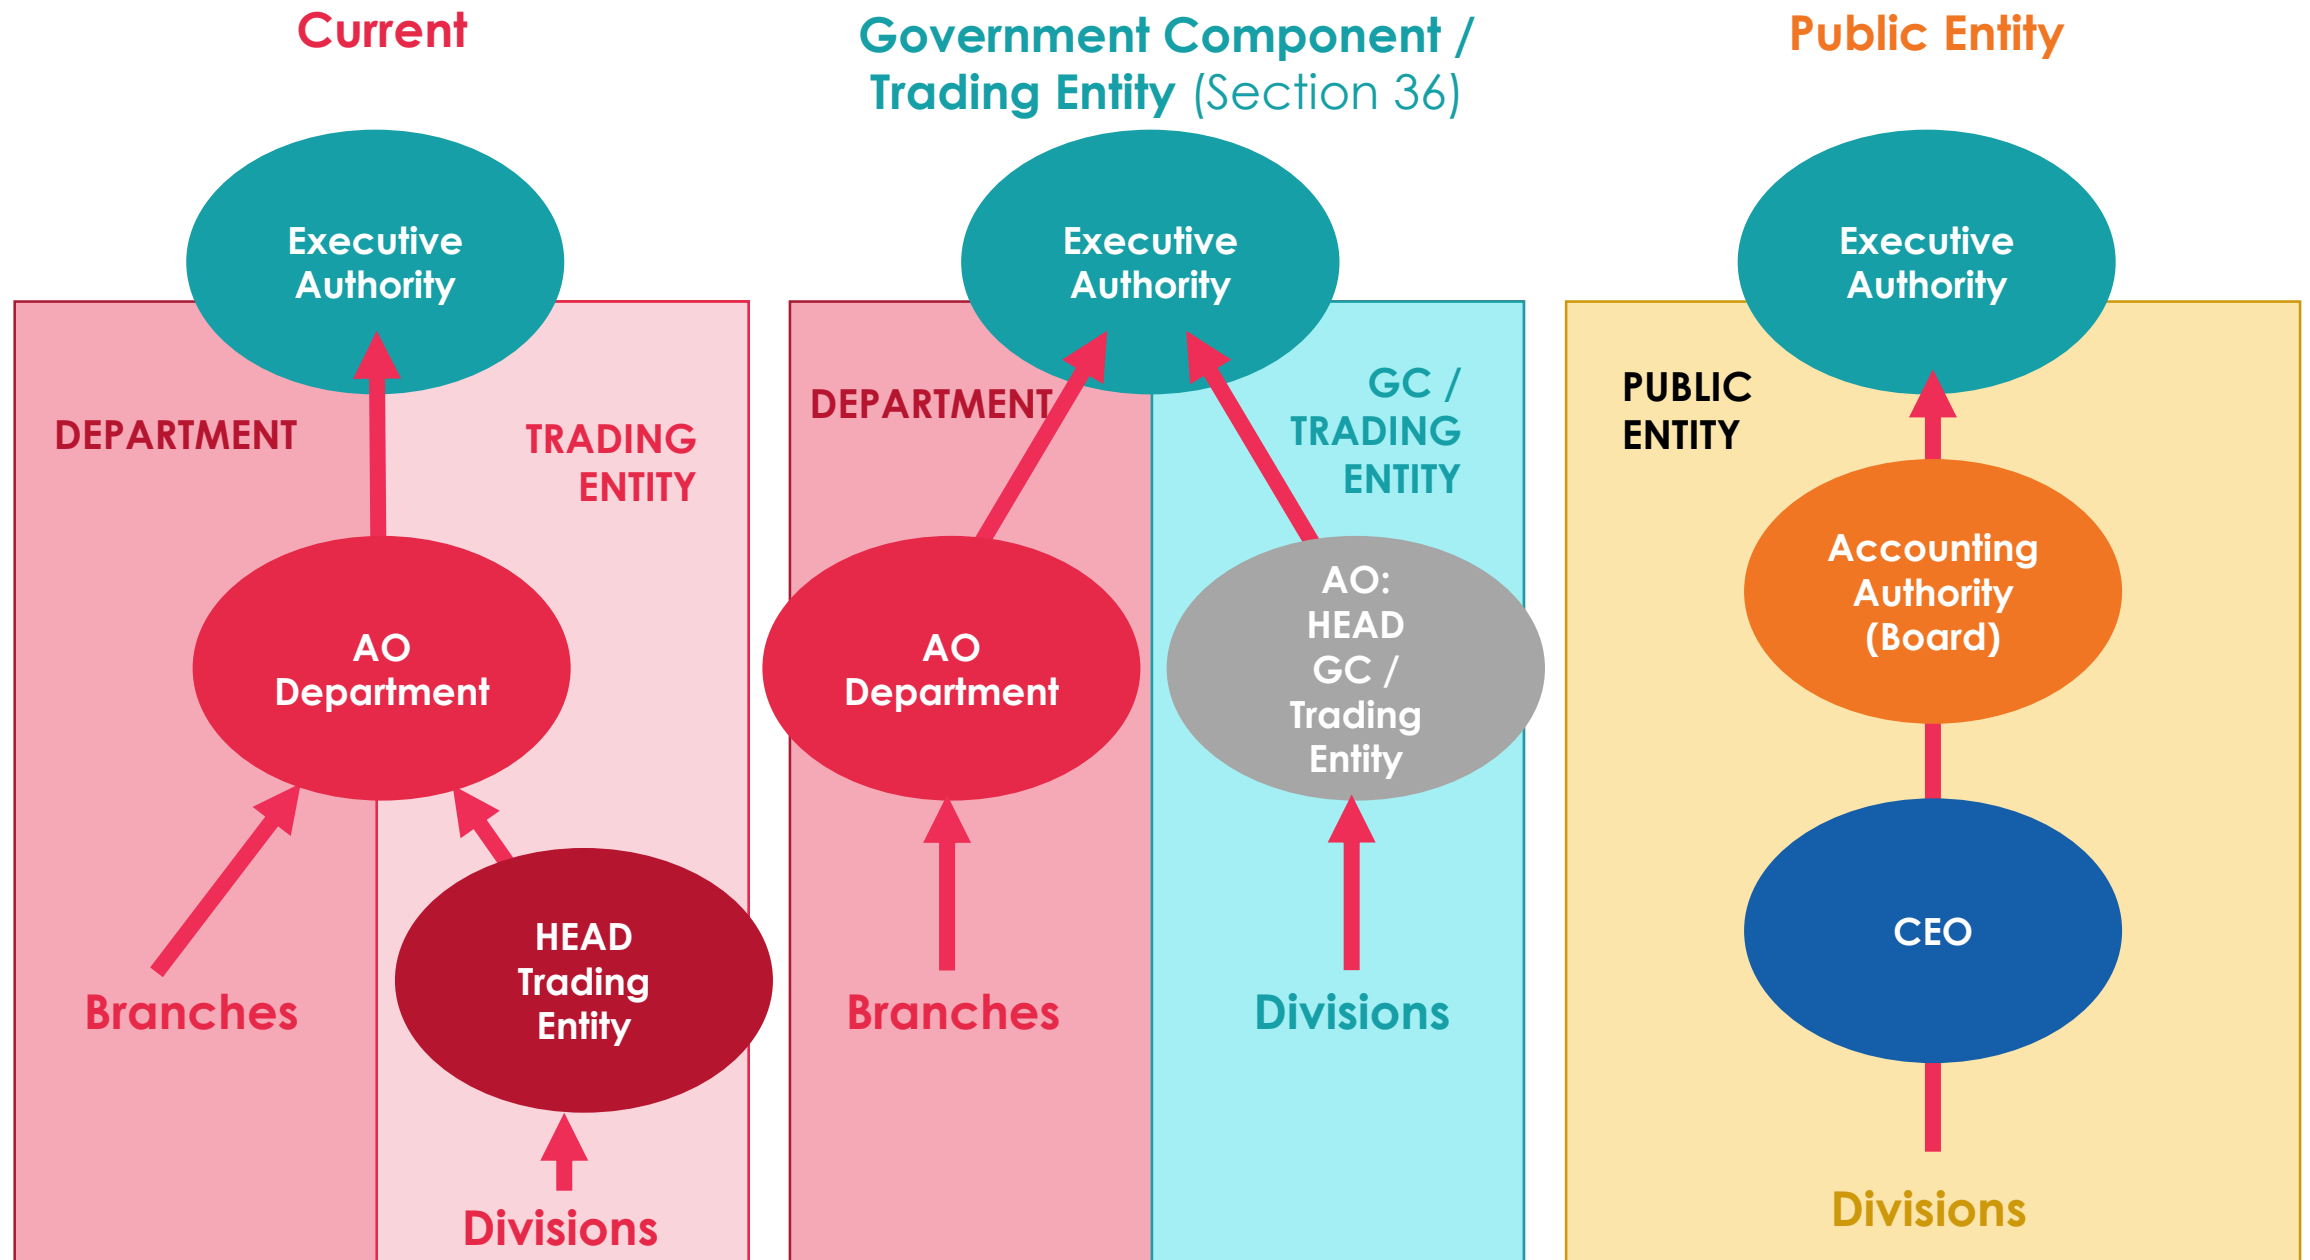 Current
Executive
Authority
DEPARTMENT
TRADING
ENTITY
AO
Department
HEAD
Trading
Entity
Branches
Divisions
Government Component /
Trading Entity (Section 36)
Executive
Authority
DEPARTMENT
GC /
TRADING
ENTITY
AO
Department
AO:
HEAD
GC /
Trading
Entity
Branches
Divisions
Public Entity
Executive
Authority
PUBLIC
ENTITY
Accounting
Authority
(Board)
CEO
Divisions